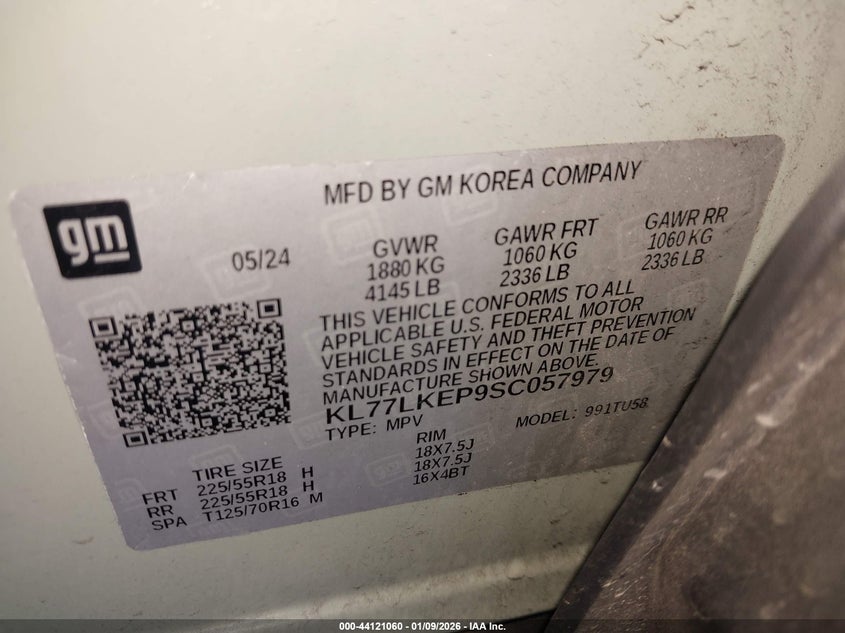 MFD BY GM KOREA COMPANY
gm
05/24
GVWR
1880 KG
4145 LB
GAWR FRT
1060 KG
2336 LB
GAWR RR
1060 KG
2336 LB
THIS VEHICLE CONFORMS TO ALL
APPLICABLE U.S. FEDERAL MOTOR
VEHICLE SAFETY AND THEFT PREVENTION
STANDARDS IN EFFECT ON THE DATE OF
MANUFACTURE SHOWN ABOVE.
KL77LKEP9SC057979
TYPE: MPV MODEL: 991TU58
TIRE SIZE RIM
FRT 225/55R18 H 18X7.5J
RR 225/55R18 H 18X7.5J
SPA T125/70R16 M 16X4BT
000-44121060 - 01/09/2026 - IAA Inc.